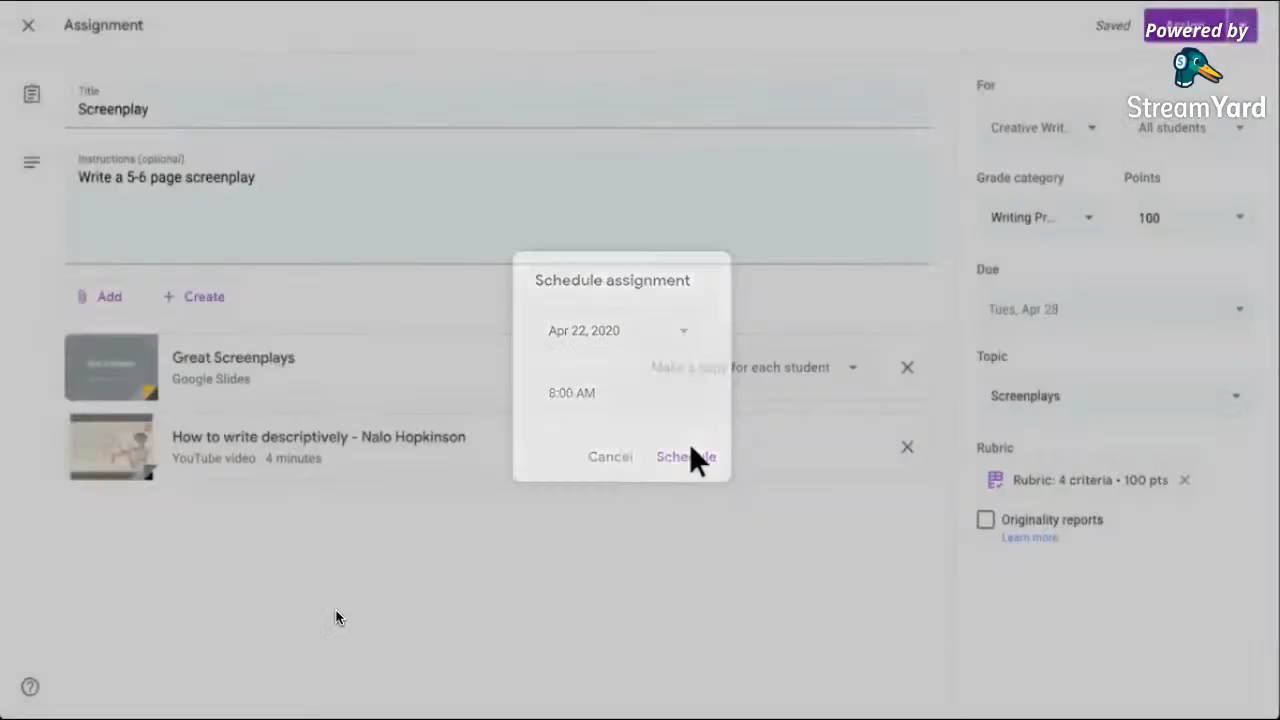 Assignment
Saved
Powered by
StreamYard
Title
Screenplay
Instructions (optional)
Write a 5-6 page screenplay
Add
Create
Great Screenplays
Google Slides
Make a copy for each student
How to write descriptively - Nalo Hopkinson
YouTube video 4 minutes
Schedule assignment
Apr 22, 2020
8:00 AM
Cancel
Schedule
For
Creative Writ...
All students
Grade category
Points
Writing Pr...
100
Due
Tues, Apr 28
Topic
Screenplays
Rubric
Rubric: 4 criteria • 100 pts
Originality reports
Learn more